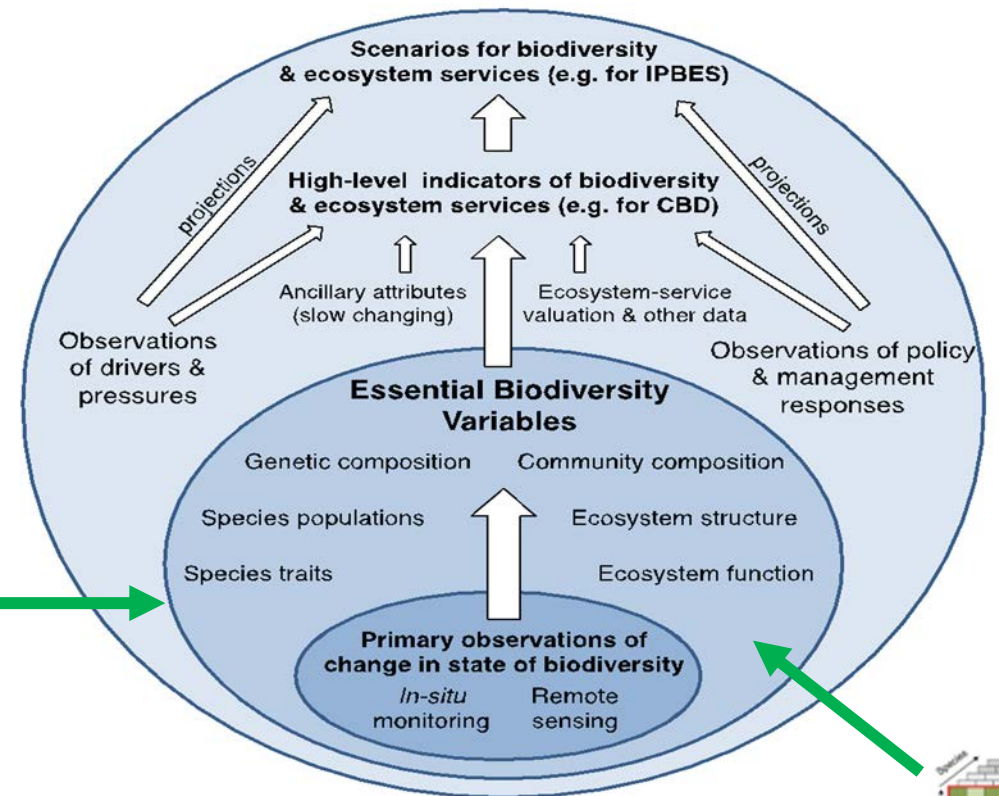 Scenarios for biodiversity
& ecosystem services (e.g. for IPBES)
projections
projections
High-level indicators of biodiversity
& ecosystem services (e.g. for CBD)
Ancillary attributes
(slow changing)
Ecosystem-service
valuation & other data
Observations
of drivers &
pressures
Observations of policy
& management
responses
Essential Biodiversity
Variables
Genetic composition
Community composition
Species populations
Ecosystem structure
Species traits
Ecosystem function
Primary observations of
change in state of biodiversity
In-situ
monitoring
Remote
sensing
Species